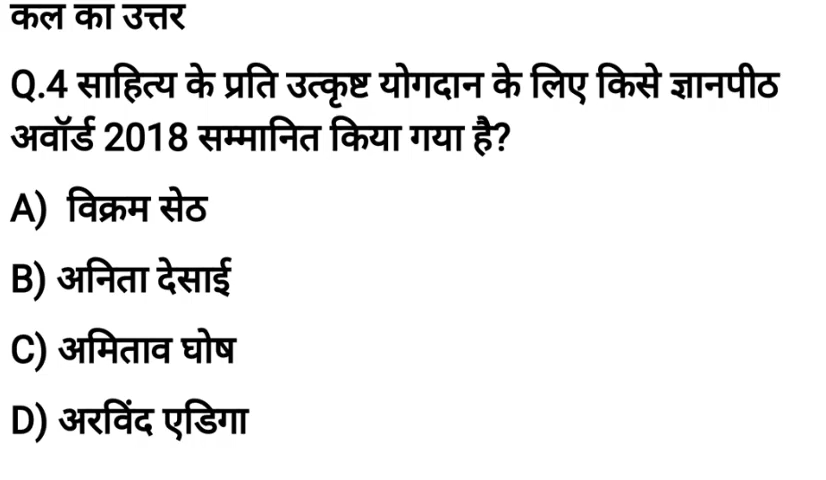 कल का उत्तर
Q.4 साहित्य के प्रति उत्कृष्ट योगदान के लिए किसे ज्ञानपीठ
अवॉर्ड 2018 सम्मानित किया गया है?
A) विक्रम सेठ
B) अनिता देसाई
C) अमिताव घोष
D) अरविंद एडिगा